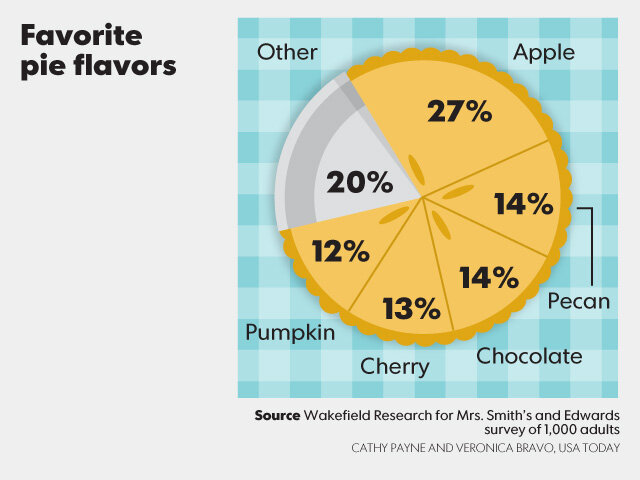 Favorite
pie flavors
Other
Apple
27%
20%
14%
12%
14%
13%
Pecan
Pumpkin
Chocolate
Cherry
Source Wakefield Research for Mrs. Smith's and Edwards
survey of 1,000 adults
CATHY PAYNE AND VERONICA BRAVO, USA TODAY